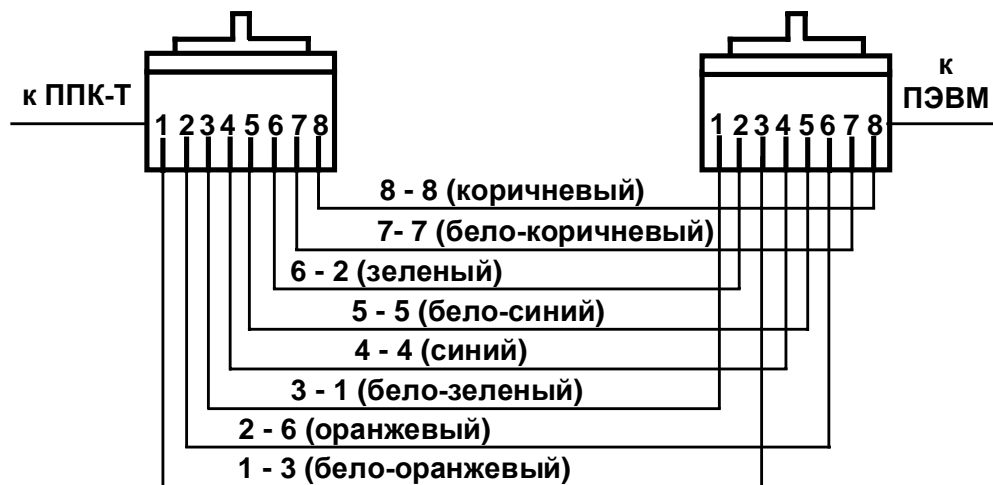 к ППК-Т
к
ПЭВМ
1 2 3 4 5 6 7 8
1 2 3 4 5 6 7 8
8 - 8 (коричневый)
7- 7 (бело-коричневый)
6 - 2 (зеленый)
5 - 5 (бело-синий)
4 - 4 (синий)
3 - 1 (бело-зеленый)
2 - 6 (оранжевый)
1 - 3 (бело-оранжевый)